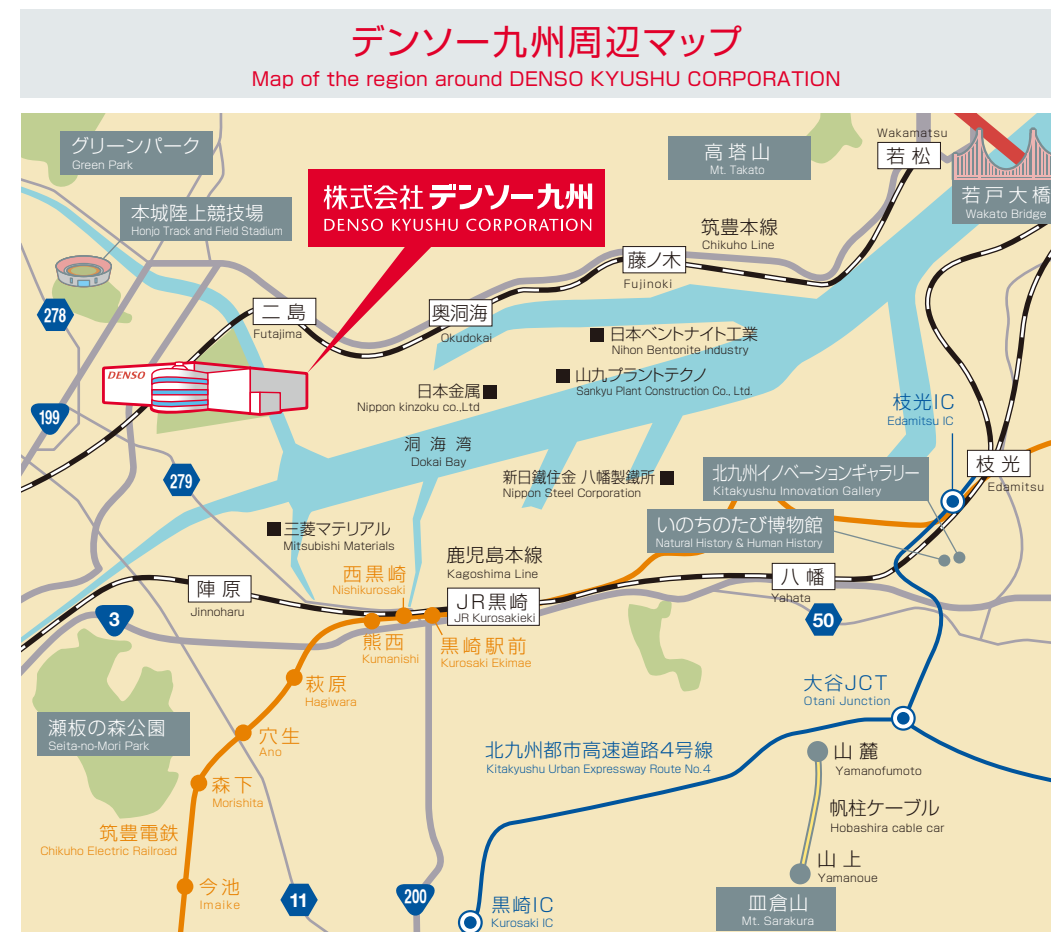 デンソー九州周辺マップ
Map of the region around DENSO KYUSHU CORPORATION
グリーンパーク
Green Park
本城陸上競技場
Honjo Track and Field Stadium
株式会社 デンソー九州
DENSO KYUSHU CORPORATION
高塔山
Mt. Takato
Wakamatsu
若松
若戸大橋
Wakato Bridge
筑豊本線
Chikuho Line
藤ノ木
Fujinoki
278
二島
Futajima
奥洞海
Okudokai
日本ベントナイト工業
Nihon Bentonite Industry
DENSO
山九プラントテクノ
Sankyu Plant Construction Co., Ltd.
日本金属
Nippon kinzoku co.,Ltd
199
枝光IC
Edamitsu IC
洞海湾
Dokai Bay
枝光
Edamitsu
279
新日鐵住金 八幡製鐵所
Nippon Steel Corporation
北九州イノベーションギャラリー
Kitakyushu Innovation Gallery
いのちのたび博物館
Natural History & Human History
三菱マテリアル
Mitsubishi Materials
鹿児島本線
Kagoshima Line
西黒崎
Nishikurosaki
陣原
Jinnoharu
八幡
Yahata
JR黒崎
JR Kurosakieki
3
50
熊西
Kumanishi
黒崎駅前
Kurosaki Ekimae
萩原
Hagiwara
大谷JCT
Otani Junction
瀬板の森公園
Seita-no-Mori Park
穴生
Ano
北九州都市高速道路4号線
Kitakyushu Urban Expressway Route No.4
山麓
Yamanofumoto
森下
Morishita
帆柱ケーブル
Hobashira cable car
筑豊電鉄
Chikuho Electric Railroad
山上
Yamanoue
今池
Imaike
11
200
黒崎IC
Kurosaki IC
皿倉山
Mt. Sarakura